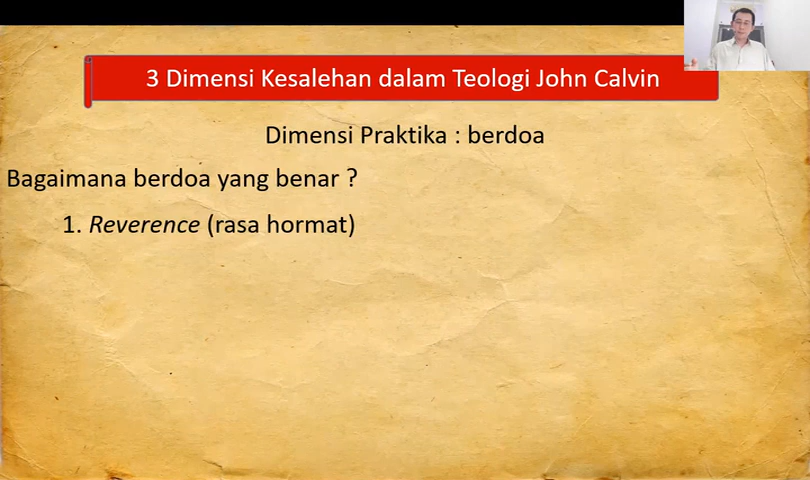 3 Dimensi Kesalehan dalam Teologi John Calvin
Dimensi Praktika : berdoa
Bagaimana berdoa yang benar ?
1. Reverence (rasa hormat)